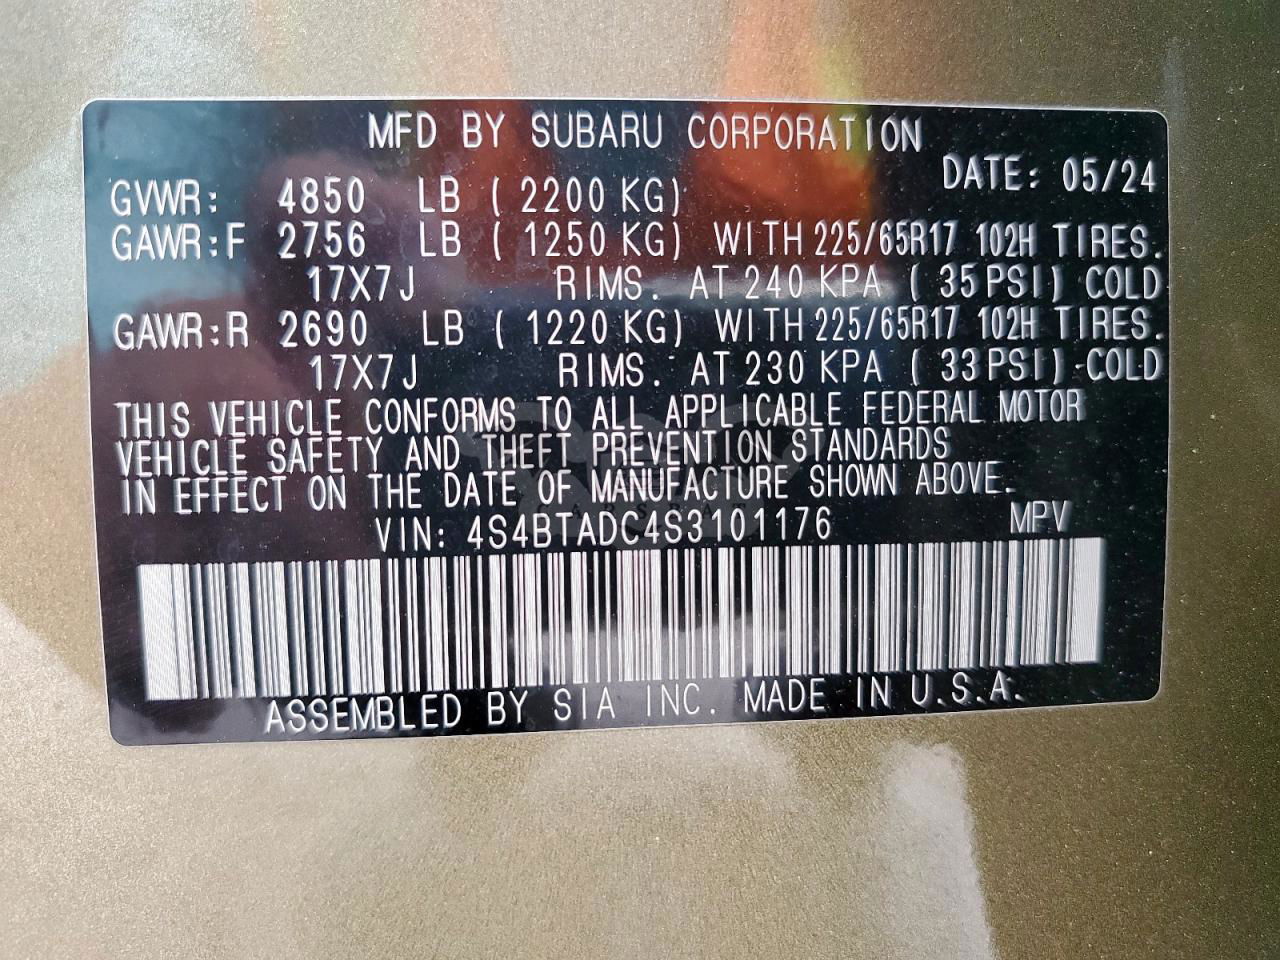 MFD BY SUBARU CORPORATION
DATE: 05/24
GVWR: 4850 LB ( 2200 KG)
GAWR:F 2756 LB ( 1250 KG) WITH 225/65R17 102H TIRES.
17X7J RIMS. AT 240 KPA ( 35 PSI) COLD
GAWR:R 2690 LB ( 1220 KG) WITH 225/65R17 102H TIRES.
17X7J RIMS. AT 230 KPA ( 33 PSI) COLD
THIS VEHICLE CONFORMS TO ALL APPLICABLE FEDERAL MOTOR
VEHICLE SAFETY AND THEFT PREVENTION STANDARDS
IN EFFECT ON THE DATE OF MANUFACTURE SHOWN ABOVE.
VIN: 4S4BTADC4S3101176 MPV
ASSEMBLED BY SIA INC. MADE IN U.S.A.